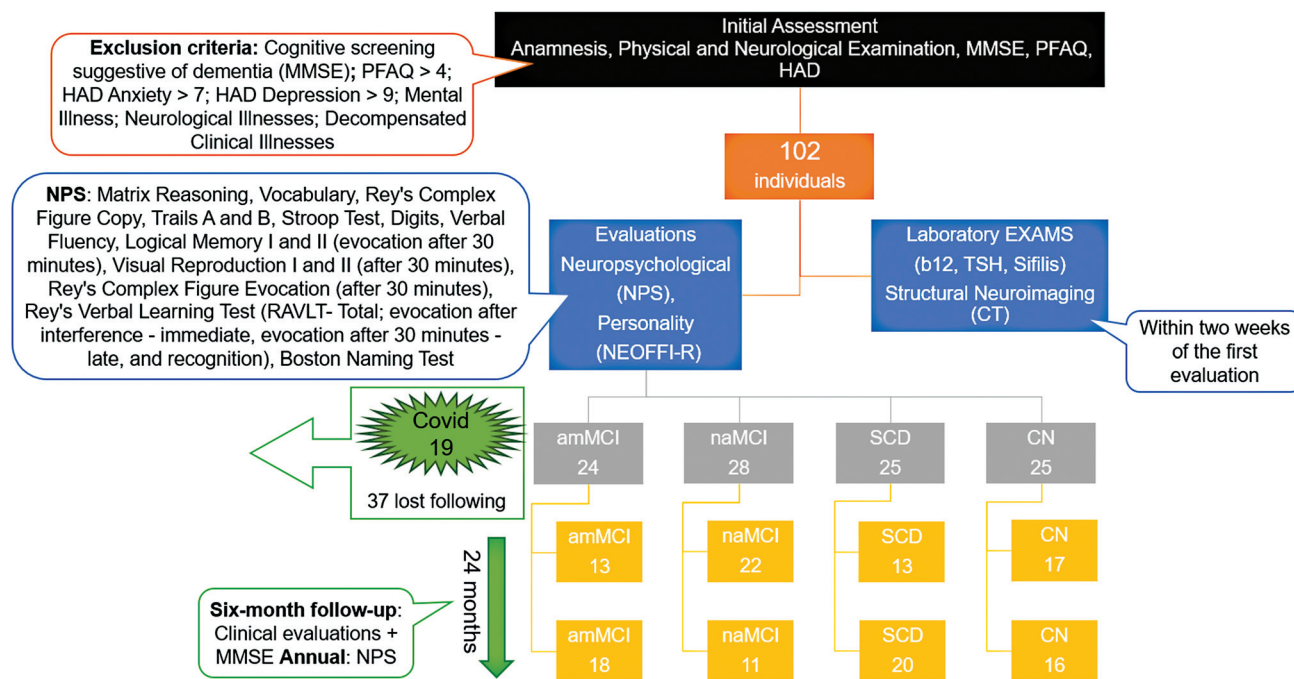 Initial Assessment
Anamnesis, Physical and Neurological Examination, MMSE, PFAQ,
HAD
Exclusion criteria: Cognitive screening
suggestive of dementia (MMSE); PFAQ > 4;
HAD Anxiety > 7; HAD Depression > 9; Mental
Illness; Neurological Illnesses; Decompensated
Clinical Illnesses
102
individuals
NPS: Matrix Reasoning, Vocabulary, Rey's Complex
Figure Copy, Trails A and B, Stroop Test, Digits, Verbal
Fluency, Logical Memory I and II (evocation after 30
minutes), Visual Reproduction I and II (after 30 minutes),
Rey's Complex Figure Evocation (after 30 minutes),
Rey's Verbal Learning Test (RAVLT- Total; evocation after
interference - immediate, evocation after 30 minutes -
late, and recognition), Boston Naming Test
Evaluations
Neuropsychological
(NPS),
Personality
(NEOFFI-R)
Laboratory EXAMS
(b12, TSH, Sifilis)
Structural Neuroimaging
(CT)
Within two weeks
of the first
evaluation
Covid
19
37 lost following
amMCI
24
naMCI
28
SCD
25
CN
25
amMCI
13
naMCI
22
SCD
13
CN
17
24 months
Six-month follow-up:
Clinical evaluations +
MMSE Annual: NPS
amMCI
18
naMCI
11
SCD
20
CN
16